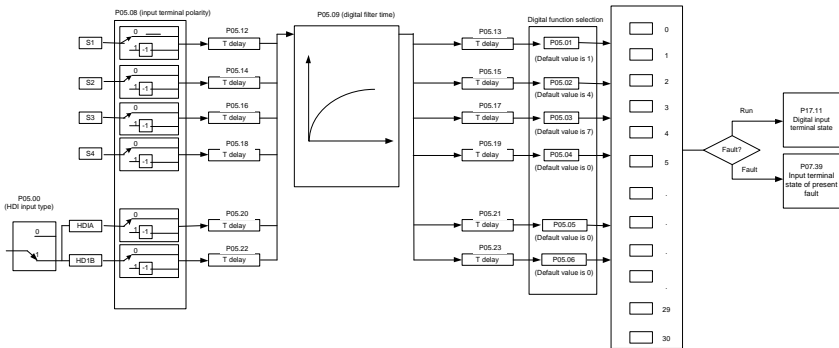 P05.08 (input terminal polarity)
P05.09 (digital filter time)
Digital function selection
S1
0
1
-1
P05.12
T delay
P05.13
T delay
P05.01
(Default value is 1)
S2
0
1
-1
P05.14
T delay
P05.15
T delay
P05.02
(Default value is 4)
S3
0
1
-1
P05.16
T delay
P05.17
T delay
P05.03
(Default value is 7)
S4
0
1
-1
P05.18
T delay
P05.19
T delay
P05.04
(Default value is 0)
P05.00
(HDI input type)
0
1
HDIA
0
1
-1
P05.20
T delay
P05.21
T delay
P05.05
(Default value is 0)
HD1B
0
1
-1
P05.22
T delay
P05.23
T delay
P05.06
(Default value is 0)
0
1
2
3
4
5
.
.
.
.
29
30
Fault?
Run
Fault
P17.11
Digital input
terminal state
P07.39
Input terminal
state of present
fault